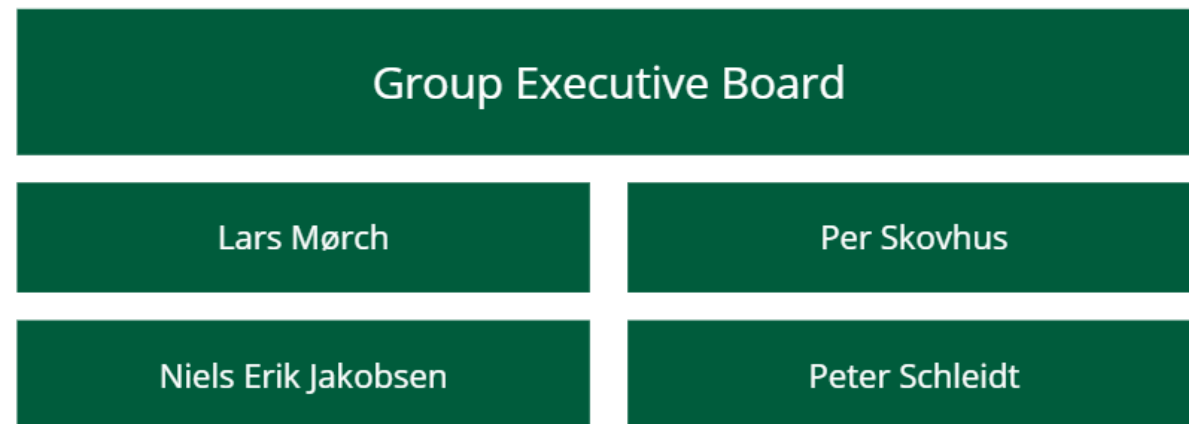 Group Executive Board
Lars Mørch
Per Skovhus
Niels Erik Jakobsen
Peter Schleidt